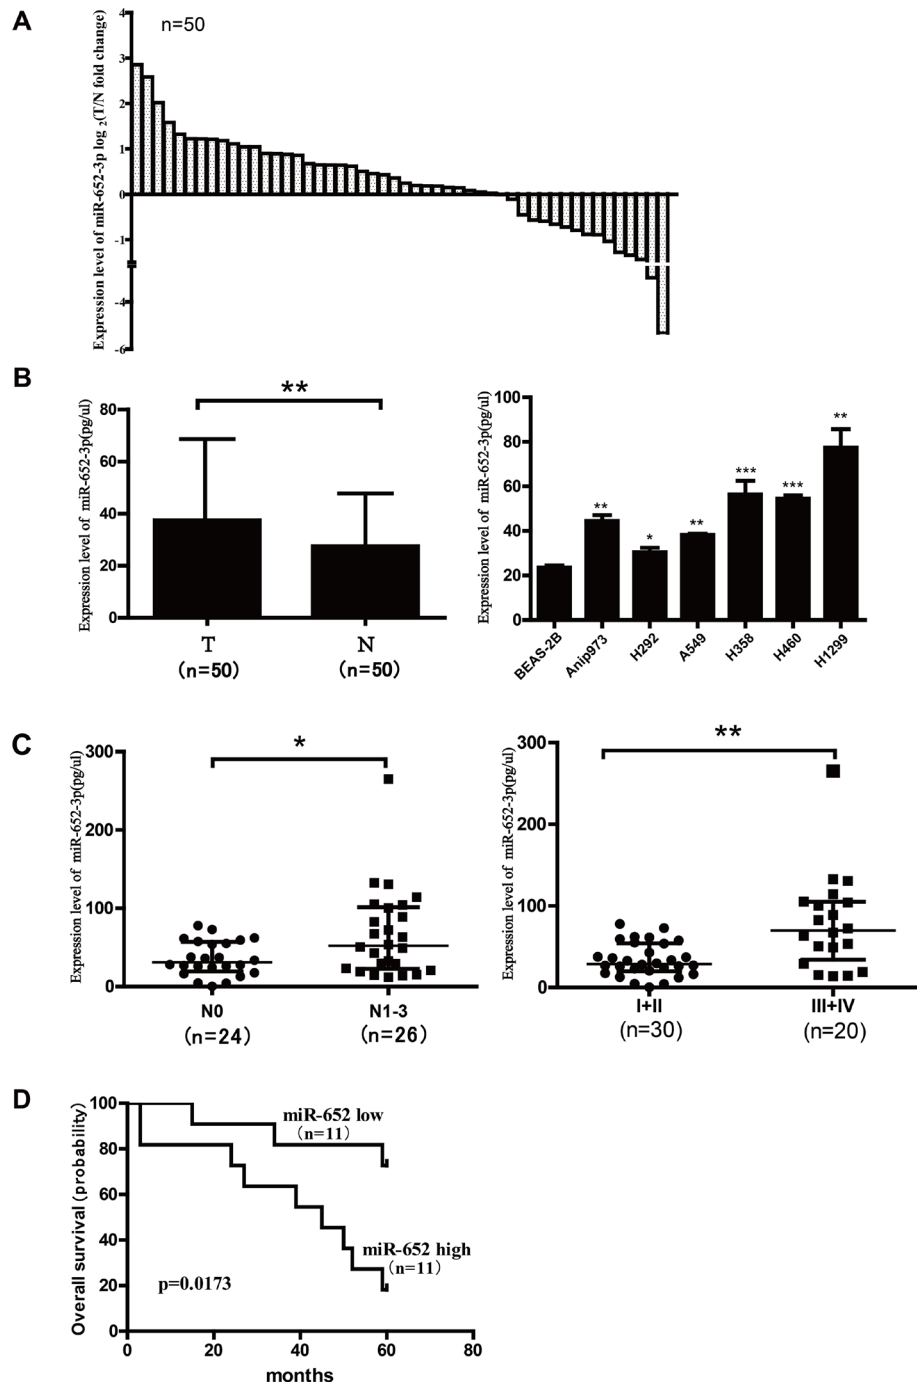 A
n=50
Expression level of miR-652-3p log 2(T/N fold change)
4
3
2
1
0
-1
-4
-6
B
**
Expression level of miR-652-3p(pg/ul)
80
60
40
20
0
T
N
(n=50)
(n=50)
Expression level of miR-652-3p(pg/ul)
100
80
60
40
20
0
**
*
**
***
***
**
BEAS-2B
Anip973
H292
A549
H358
H460
H1299
C
*
Expression level of miR-652-3p(pg/ul)
300
200
100
0
N0
N1-3
(n=24)
(n=26)
**
Expression level of miR-652-3p(pg/ul)
300
200
100
0
I+II
III+IV
(n=30)
(n=20)
D
Overall survival (probability)
100
80
60
40
20
0
miR-652 low
(n=11)
miR-652 high
(n=11)
p=0.0173
0
20
40
60
80
months